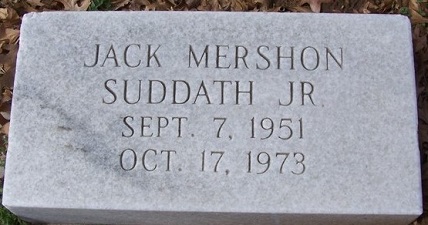 JACK MERSHON
SUDDATH JR.
SEPT. 7, 1951
OCT. 17, 1973